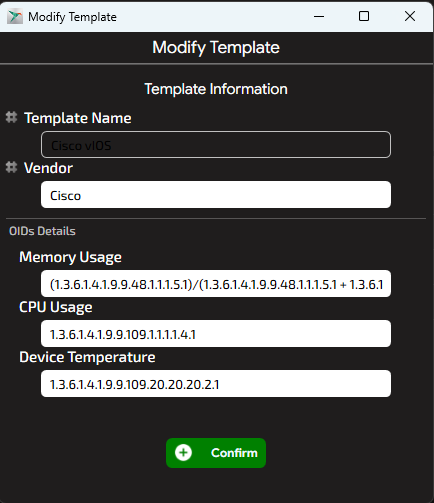 Modify Template
Modify Template
Template Information
Template Name
Cisco vIOS
Vendor
Cisco
OIDs Details
Memory Usage
(1.3.6.1.4.1.9.9.48.1.1.1.5.1)/(1.3.6.1.4.1.9.9.48.1.1.1.5.1 + 1.3.6.1
CPU Usage
1.3.6.1.4.1.9.9.109.1.1.1.1.4.1
Device Temperature
1.3.6.1.4.1.9.9.109.20.20.20.2.1
Confirm